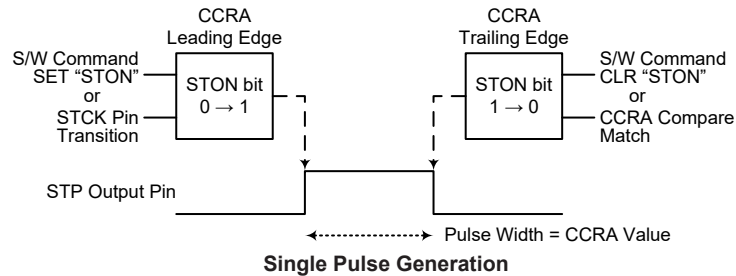 CCRA
Leading Edge
S/W Command
SET “STON”
or
STCK Pin
Transition
STON bit
0 → 1
CCRA
Trailing Edge
STON bit
1 → 0
S/W Command
CLR “STON”
or
CCRA Compare
Match
STP Output Pin
Pulse Width = CCRA Value
Single Pulse Generation